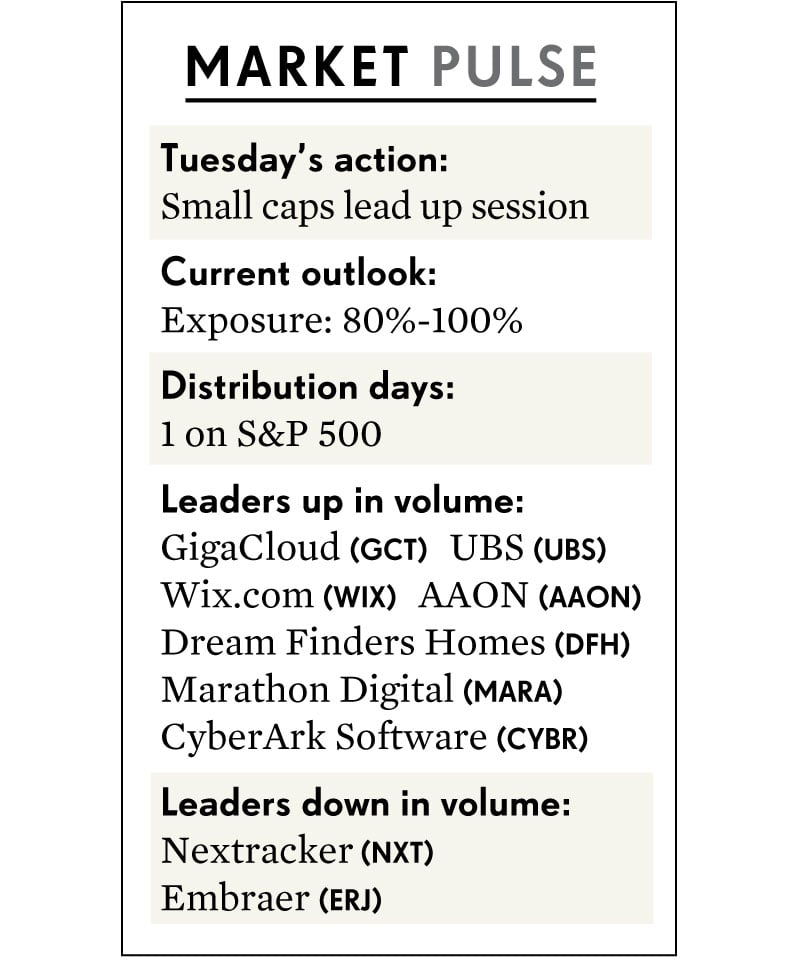 MARKET PULSE
Tuesday's action:
Small caps lead up session
Current outlook:
Exposure: 80%-100%
Distribution days:
1 on S&P 500
Leaders up in volume:
GigaCloud (GCT) UBS (UBS)
Wix.com (WIX) AAON (AAON)
Dream Finders Homes (DFH)
Marathon Digital (MARA)
CyberArk Software (CYBR)
Leaders down in volume:
Nextracker (NXT)
Embraer (ERJ)